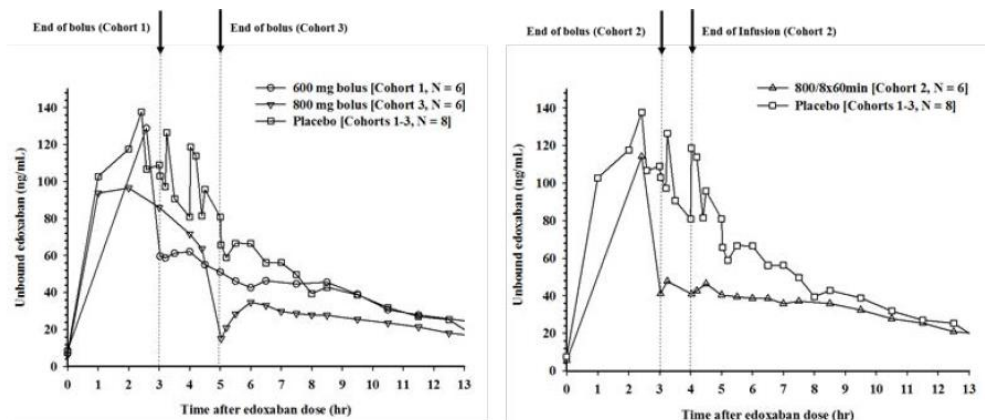 End of bolus (Cohort 1)
End of bolus (Cohort 3)
600 mg bolus [Cohort 1, N = 6]
800 mg bolus [Cohort 3, N = 6]
Placebo [Cohorts 1-3, N = 8]
Unbound edoxaban (ng/mL)
140
120
100
80
60
40
20
0
0 1 2 3 4 5 6 7 8 9 10 11 12 13
Time after edoxaban dose (hr)
End of bolus (Cohort 2)
End of Infusion (Cohort 2)
800/8x60min [Cohort 2, N = 6]
Placebo [Cohorts 1-3, N = 8]
Unbound edoxaban (ng/mL)
140
120
100
80
60
40
20
0
0 1 2 3 4 5 6 7 8 9 10 11 12 13
Time after edoxaban dose (hr)